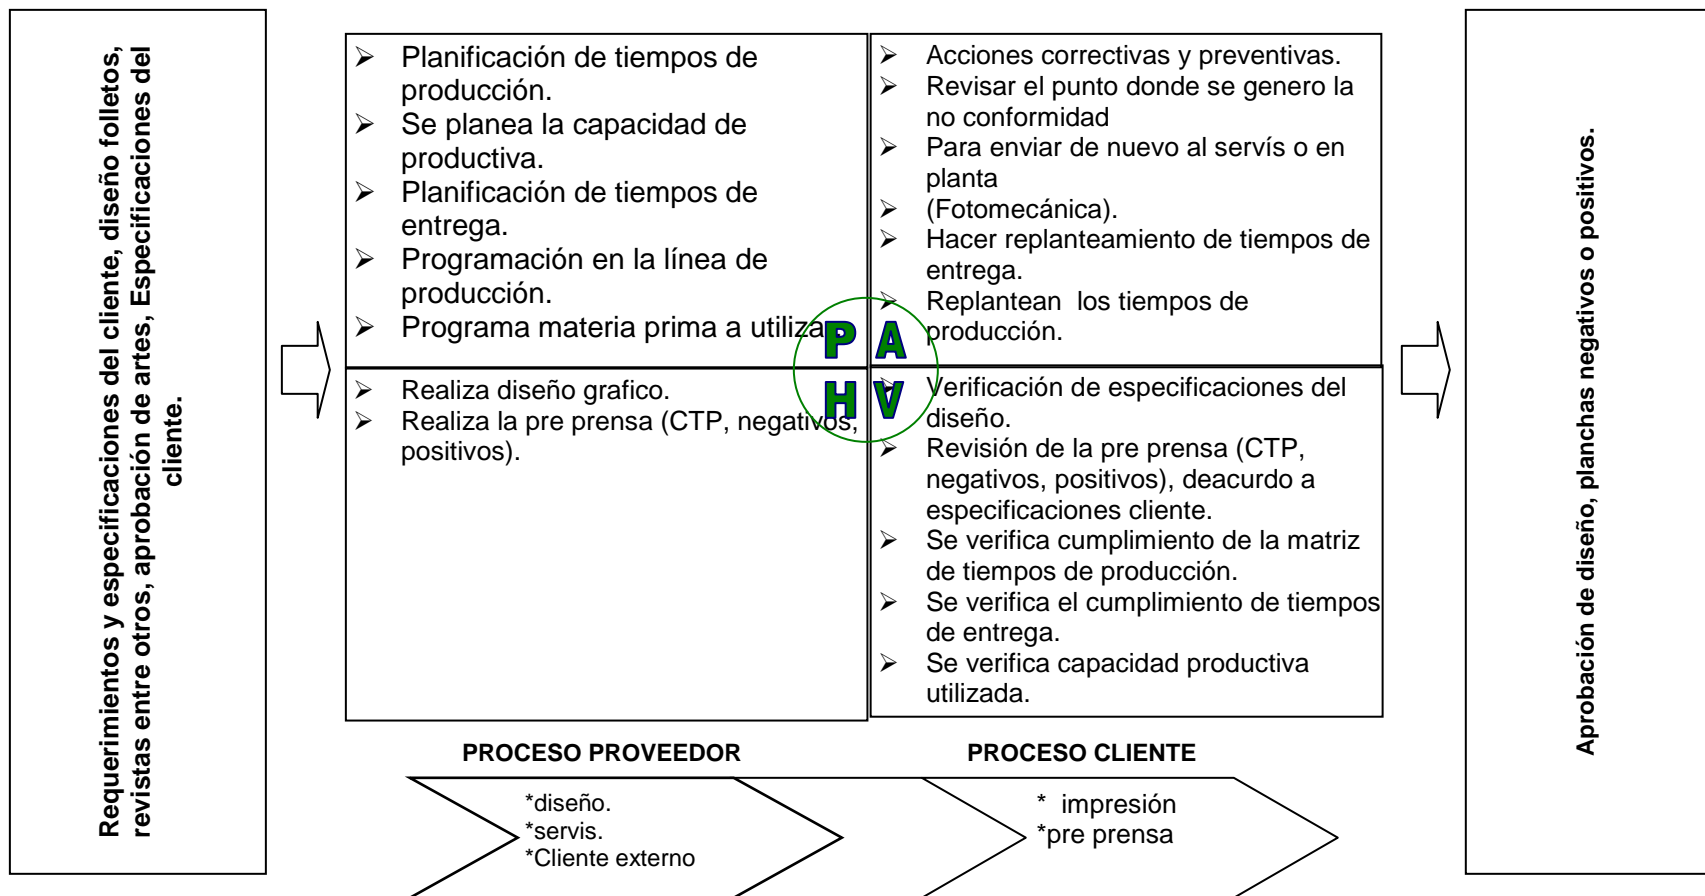 Requerimientos y especificaciones del cliente, diseño folletos,
revistas entre otros, aprobación de artes, Especificaciones del
cliente.
➢ Planificación de tiempos de
producción.
➢ Se planea la capacidad de
productiva.
➢ Planificación de tiempos de
entrega.
➢ Programación en la línea de
producción.
➢ Programa materia prima a utiliza
➢ Acciones correctivas y preventivas.
➢ Revisar el punto donde se genero la
no conformidad
➢ Para enviar de nuevo al servís o en
planta
➢ (Fotomecánica).
➢ Hacer replanteamiento de tiempos de
entrega.
➢ Replantean los tiempos de
producción.
P A
H V
➢ Realiza diseño grafico.
➢ Realiza la pre prensa (CTP, negativos,
positivos).
➢ Verificación de especificaciones del
diseño.
➢ Revisión de la pre prensa (CTP,
negativos, positivos), deacurdo a
especificaciones cliente.
➢ Se verifica cumplimiento de la matriz
de tiempos de producción.
➢ Se verifica el cumplimiento de tiempos
de entrega.
➢ Se verifica capacidad productiva
utilizada.
PROCESO PROVEEDOR
*diseño.
*servis.
*Cliente externo
PROCESO CLIENTE
* impresión
*pre prensa
Aprobación de diseño, planchas negativos o positivos.